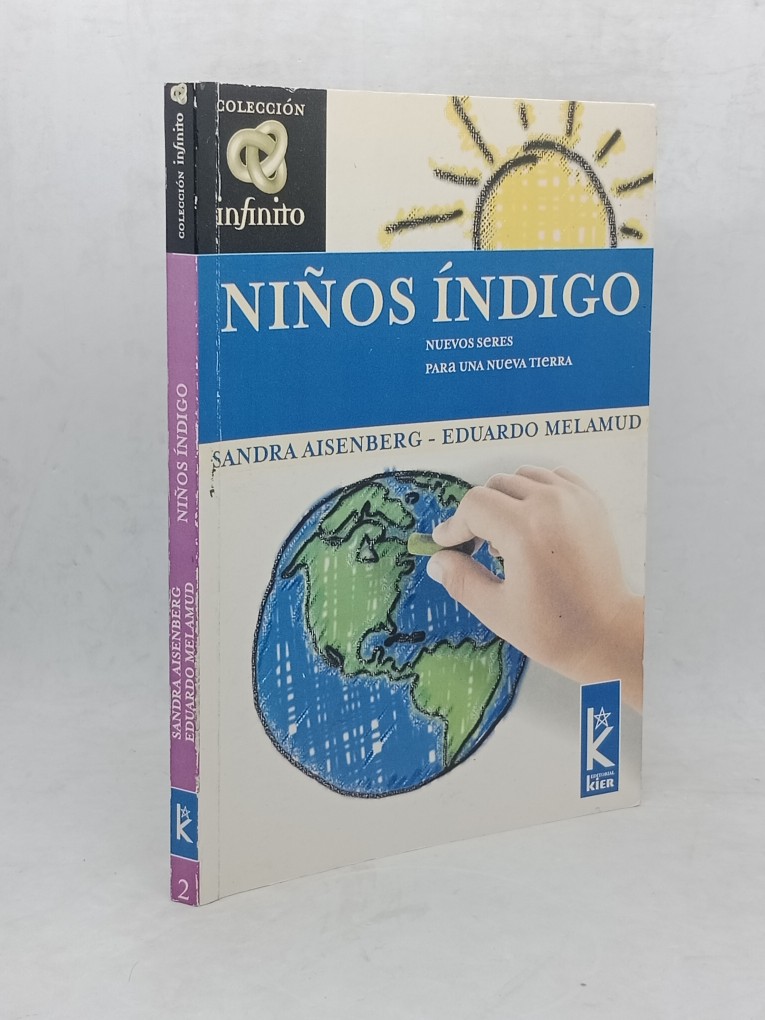 COLECCIÓN infinito
NIÑOS ÍNDIGO
SANDRA AISENBERG
EDUARDO MELAMUD
k
2
COLECCIÓN
infinito
NIÑOS ÍNDIGO
NUEVOS SERES
PARA UNA NUEVA TIERRA
SANDRA AISENBERG - EDUARDO MELAMUD
k
EDITORIAL
kier